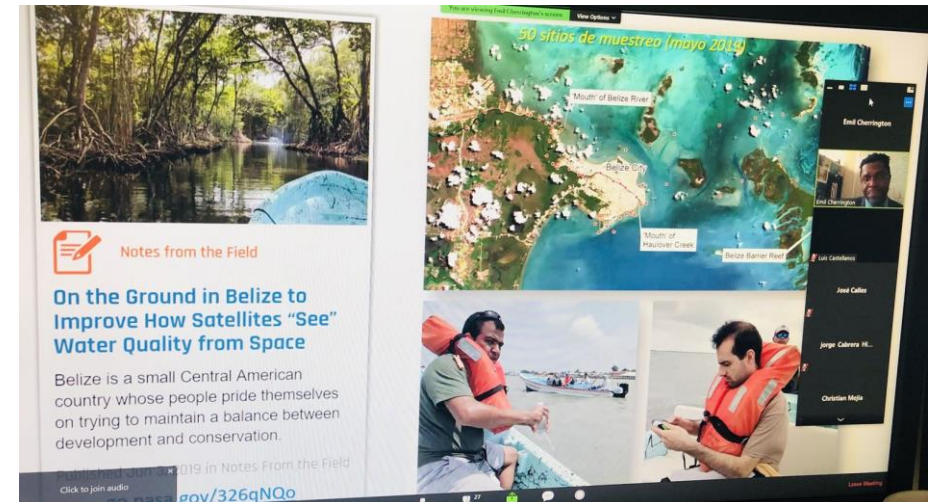 You are viewing Emil Cherrington's screen
View Options
Notes from the Field
On the Ground in Belize to
Improve How Satellites “See”
Water Quality from Space
Belize is a small Central American
country whose people pride themselves
on trying to maintain a balance between
development and conservation.
Published Jun 3, 2019 in Notes From the Field
nasa.gov/326qNQo
Click to join audio
50 sitios de muestreo (mayo 2019)
'Mouth' of Belize River
Belize City
'Mouth' of
Haulover Creek
Belize Barrier Reef
Emil Cherrington
Emil Cherrington
Luis Castellanos
José Calles
jorge Cabrera Hi...
Christian Mejia
27
Leave Meeting